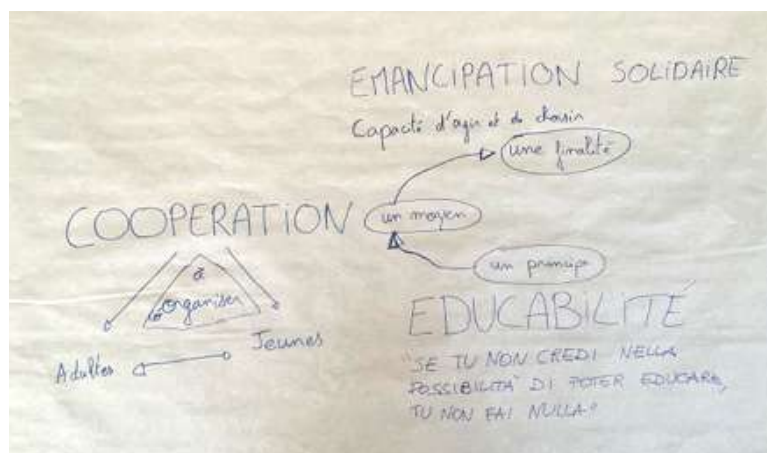 EMANCIPATION SOLIDAIRE
Capacité d'agir et de choisir
une finalité
COOPERATION un moyen
un principe
à
organiser
Adultes
Jeunes
EDUCABILITÉ
"SE TU NON CREDI NELLA
POSSIBILITA' DI POTER EDUCARE,
TU NON FAI NULLA"